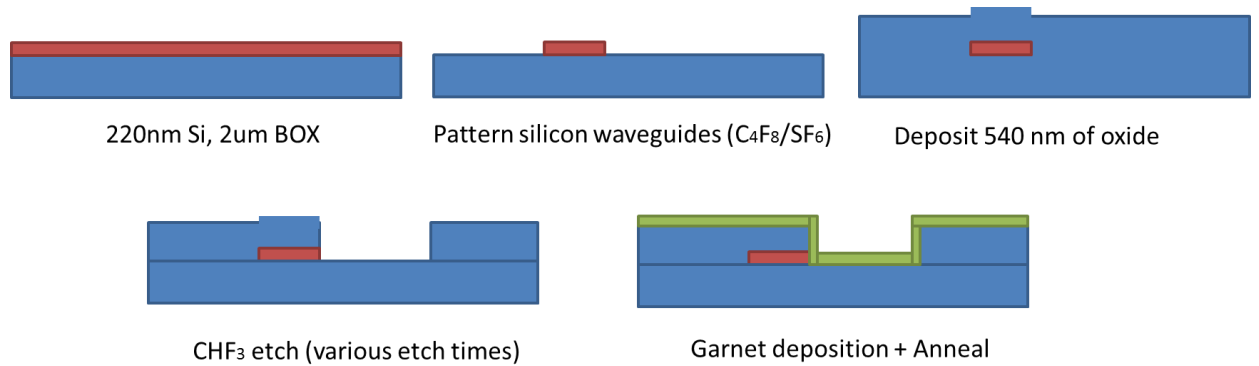 220nm Si, 2um BOX
Pattern silicon waveguides (C4F8/SF6)
Deposit 540 nm of oxide
CHF3 etch (various etch times)
Garnet deposition + Anneal